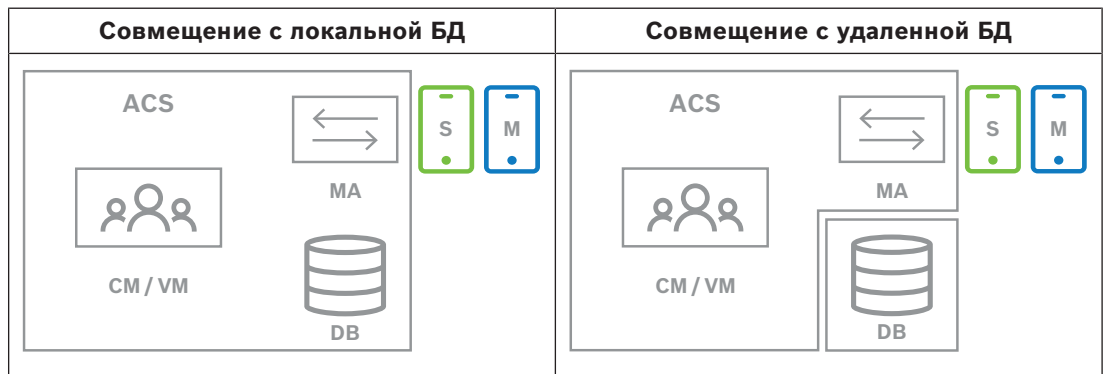 Совмещение с локальной БД
Совмещение с удаленной БД
ACS
S
M
MA
CM / VM
DB
ACS
S
M
MA
CM / VM
DB